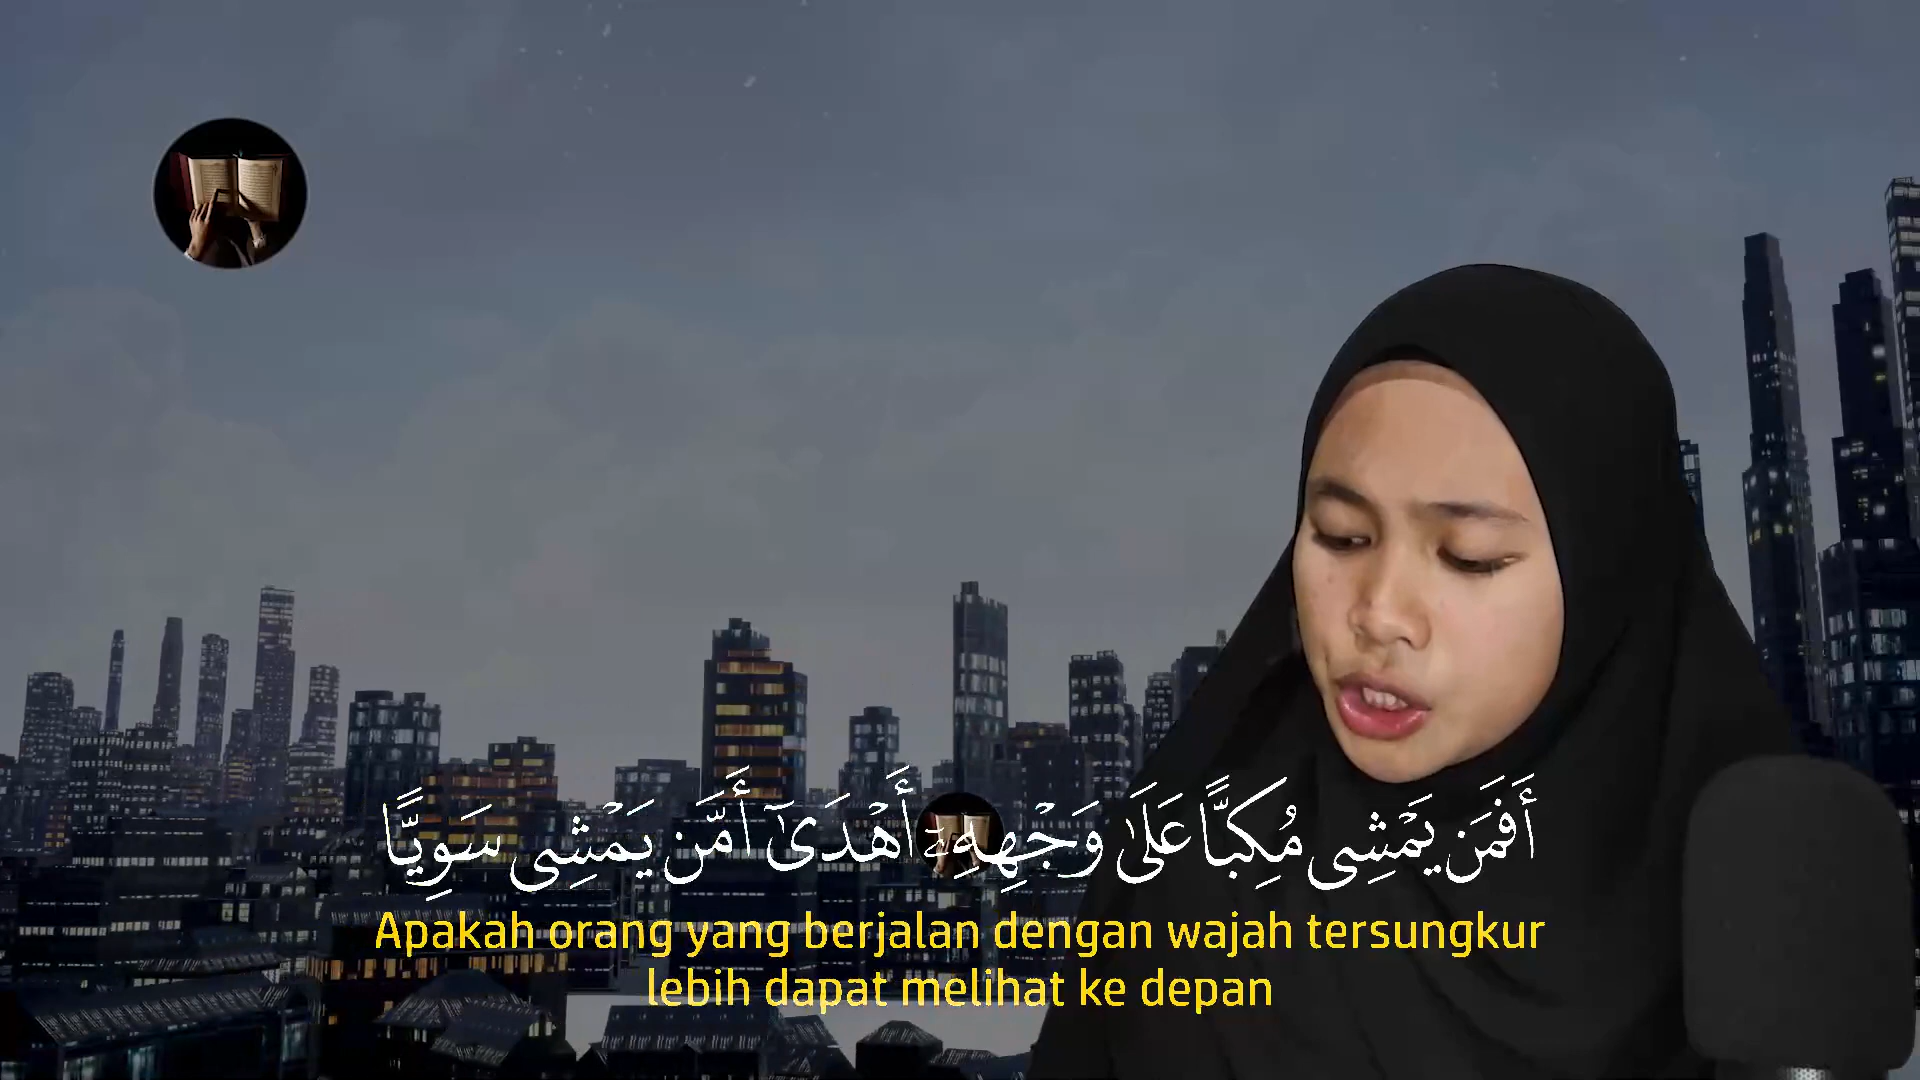 أَفَمَن يَمْشِى مُكِبًّا عَلَىٰ وَجْهِهِۦٓ أَهْدَىٰٓ أَمَّن يَمْشِى سَوِيًّا
Apakah orang yang berjalan dengan wajah tersungkur
lebih dapat melihat ke depan